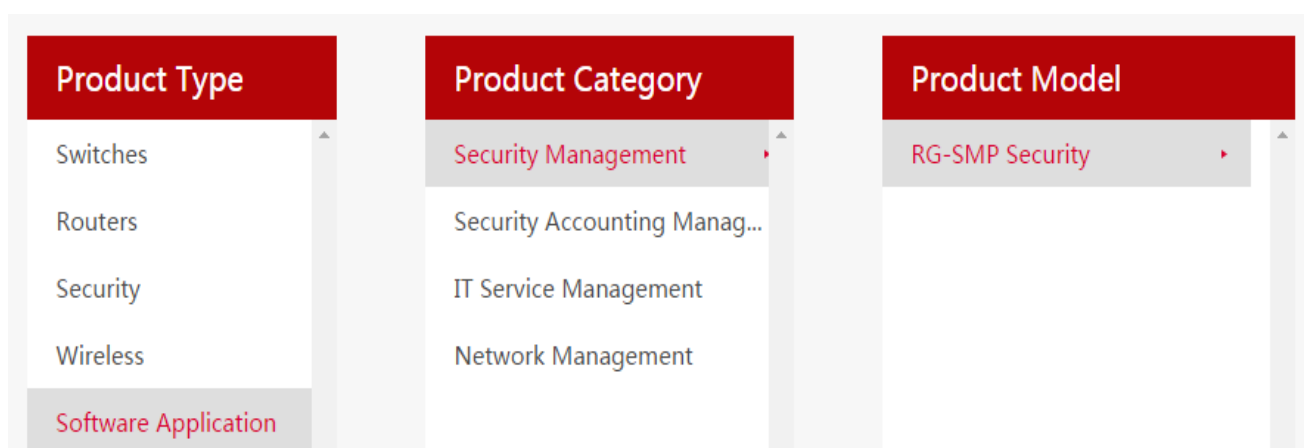 Product Type
Switches
Routers
Security
Wireless
Software Application
Product Category
Security Management
Security Accounting Manag...
IT Service Management
Network Management
Product Model
RG-SMP Security